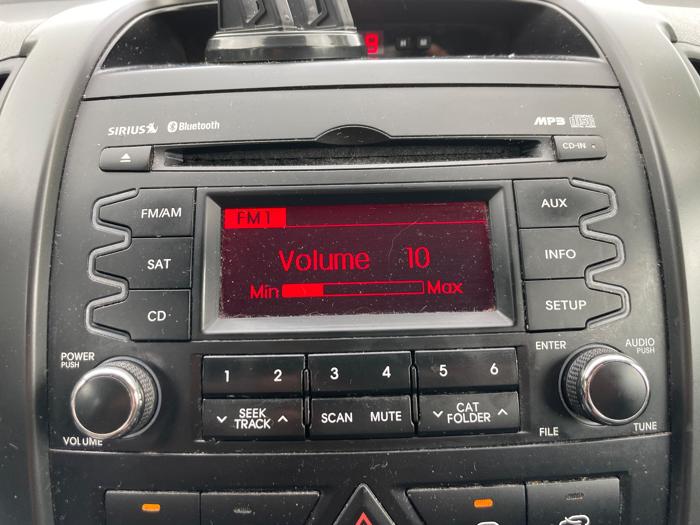 SIRIUS Bluetooth MP3 disc
CD-IN
FM/AM
SAT
CD
FM1
Volume 10
Min Max
AUX
INFO
SETUP
POWER
PUSH
VOLUME
1 2 3 4 5 6
SEEK
TRACK
SCAN MUTE
CAT
FOLDER
ENTER
AUDIO
PUSH
FILE
TUNE